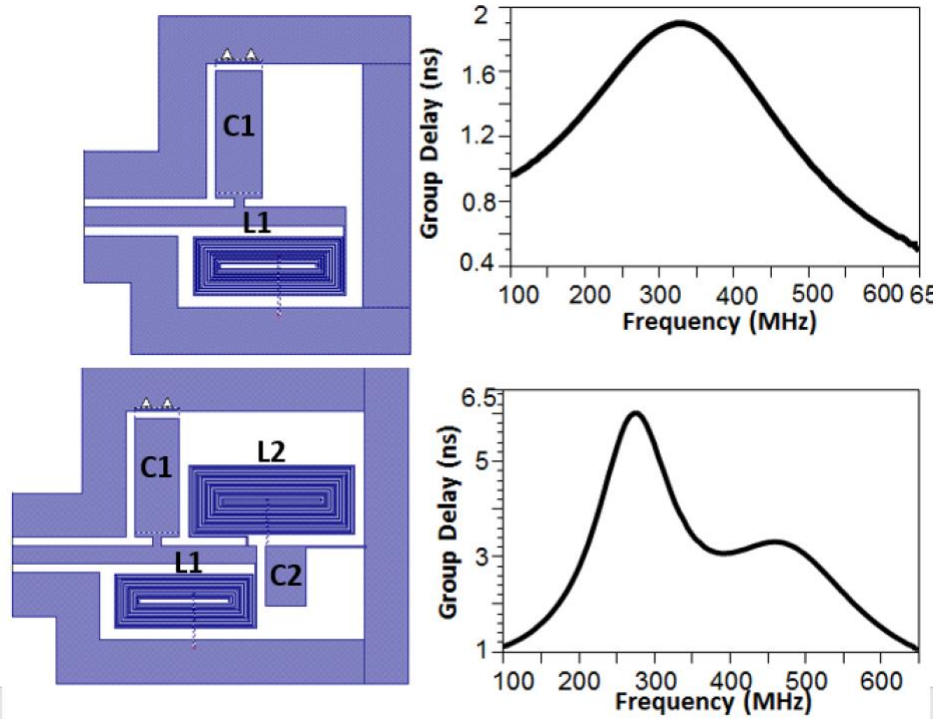 C1
L1
Group Delay (ns)
2
1.6
1.2
0.8
0.4
100 200 300 400 500 600 65
Frequency (MHz)
C1
L2
L1
C2
Group Delay (ns)
6.5
5
3
1
100 200 300 400 500 600
Frequency (MHz)